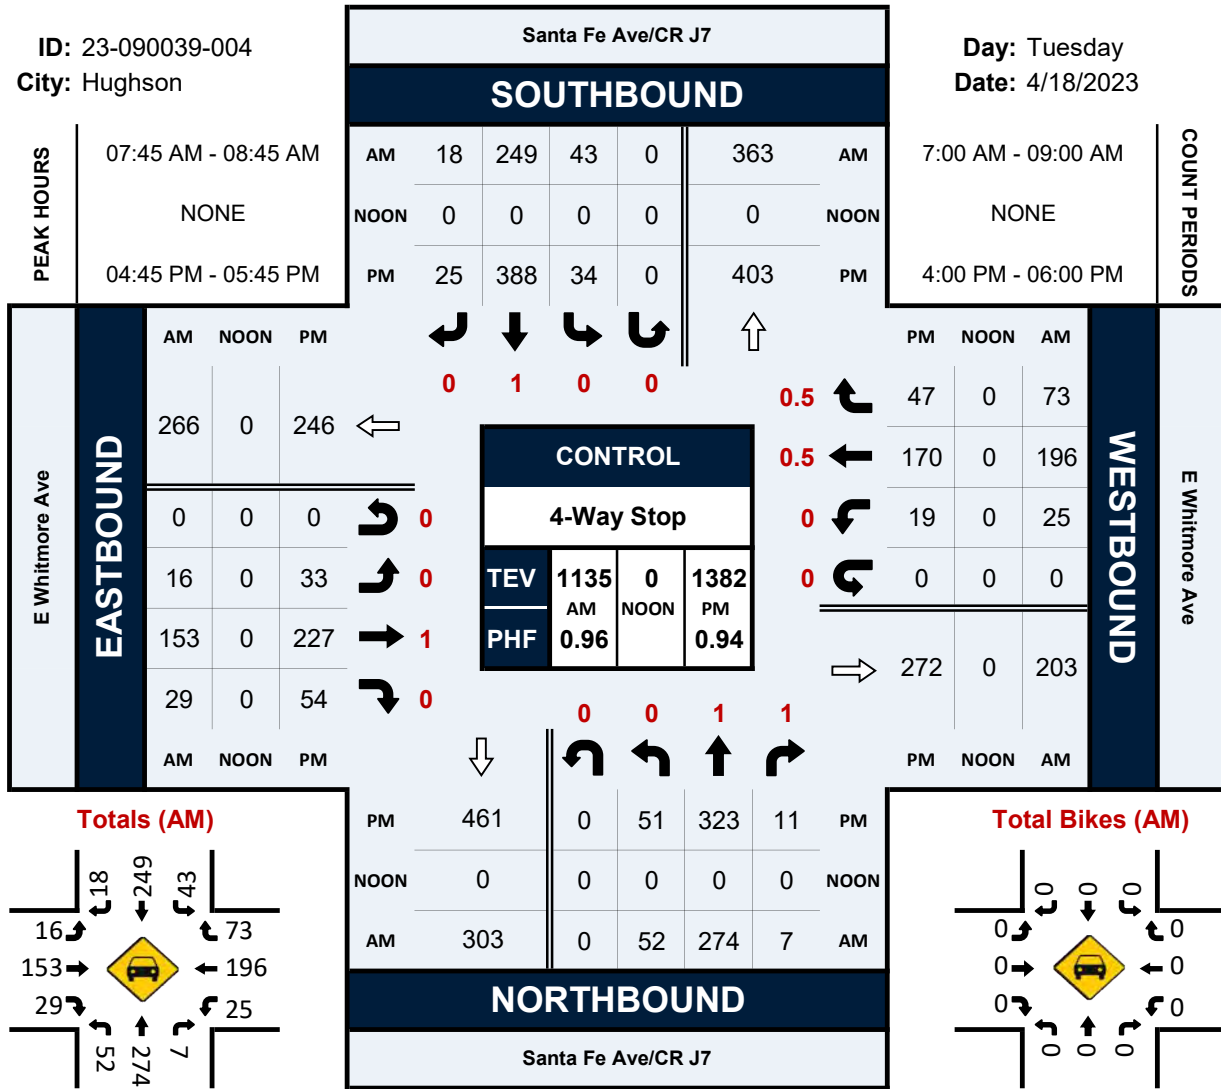 Santa Fe Ave/CR J7
ID: 23-090039-004
Day: Tuesday
City: Hughson
Date: 4/18/2023
SOUTHBOUND
PEAK HOURS
07:45 AM - 08:45 AM
AM 18 249 43 0 363 AM
7:00 AM - 09:00 AM
COUNT PERIODS
NONE
NOON 0 0 0 0 0 NOON
NONE
04:45 PM - 05:45 PM
PM 25 388 34 0 403 PM
4:00 PM - 06:00 PM
AM NOON PM
PM NOON AM
0 1 0 0
0.5 47 0 73
266 0 246
CONTROL
0.5 170 0 196
E Whitmore Ave
EASTBOUND
WESTBOUND
E Whitmore Ave
0 0 0 0
4-Way Stop
0 19 0 25
16 0 33 0
TEV 1135 0 1382
AM NOON PM
0 0 0 0
153 0 227 1
PHF 0.96 0.94
272 0 203
29 0 54 0
0 0 1 1
AM NOON PM
PM NOON AM
Totals (AM)
PM 461 0 51 323 11 PM
Total Bikes (AM)
NOON 0 0 0 0 0 NOON
AM 303 0 52 274 7 AM
18 249 43
16 73
153 196
29 25
52 274 7
0 0 0
0 0
0 0
0 0
0 0 0
NORTHBOUND
Santa Fe Ave/CR J7